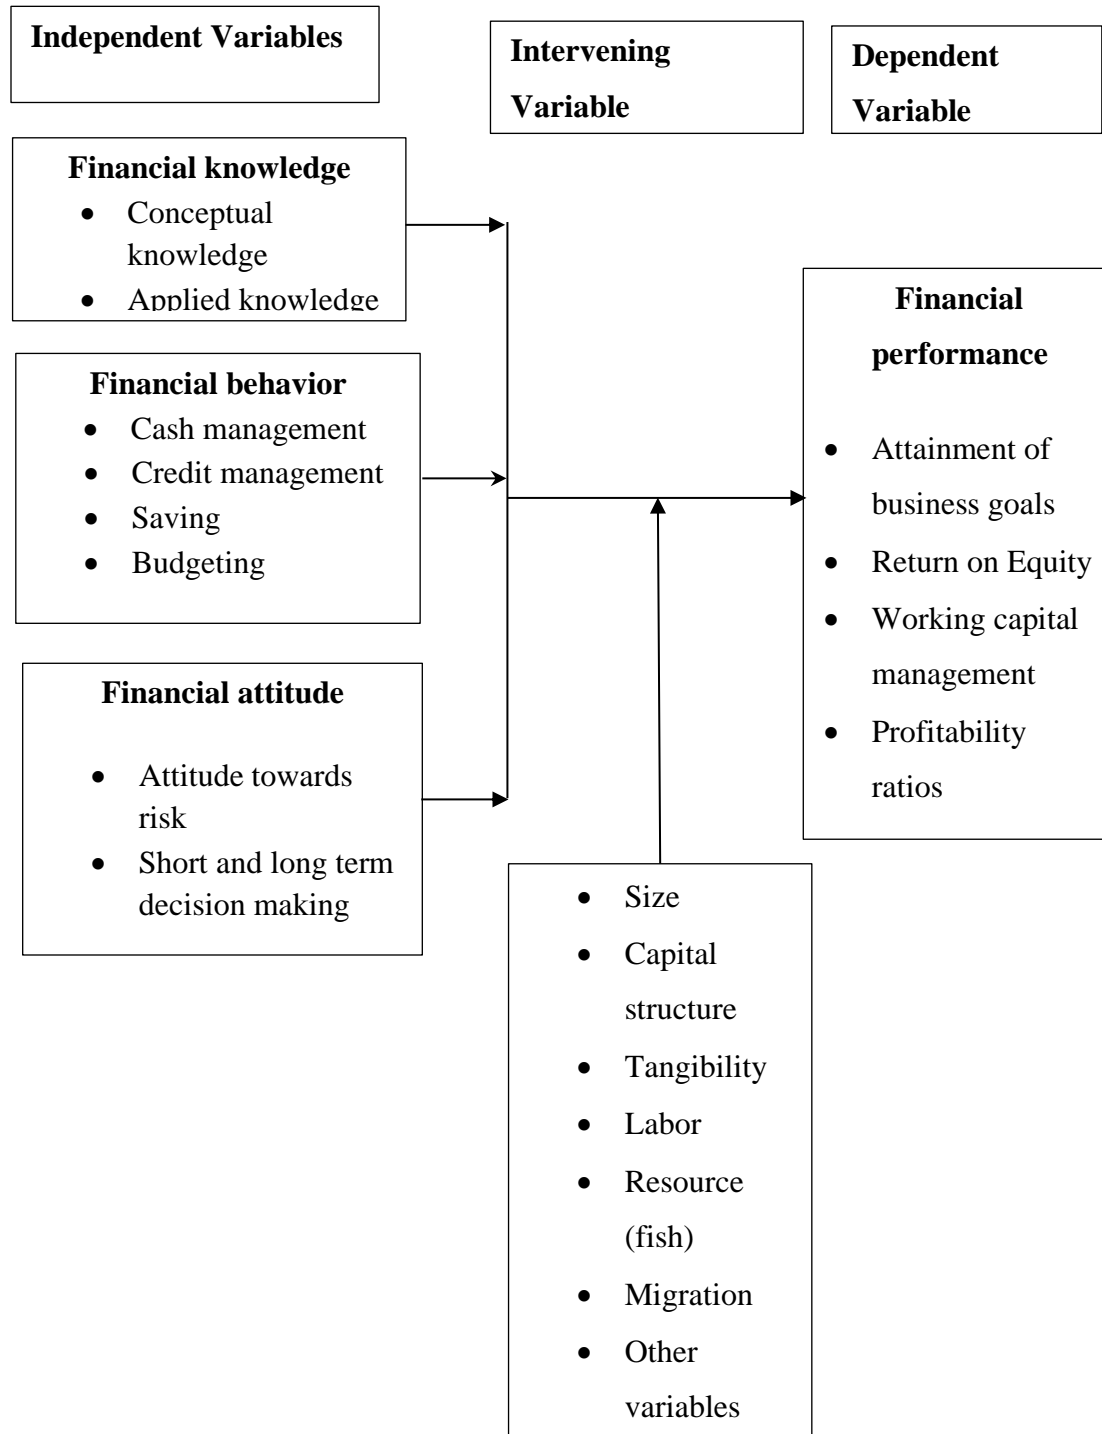 Independent Variables
Intervening
Variable
Dependent
Variable
Financial knowledge
• Conceptual
knowledge
• Applied knowledge
Financial behavior
• Cash management
• Credit management
• Saving
• Budgeting
Financial attitude
• Attitude towards
risk
• Short and long term
decision making
Financial
performance
• Attainment of
business goals
• Return on Equity
• Working capital
management
• Profitability
ratios
• Size
• Capital
structure
• Tangibility
• Labor
• Resource
(fish)
• Migration
• Other
variables